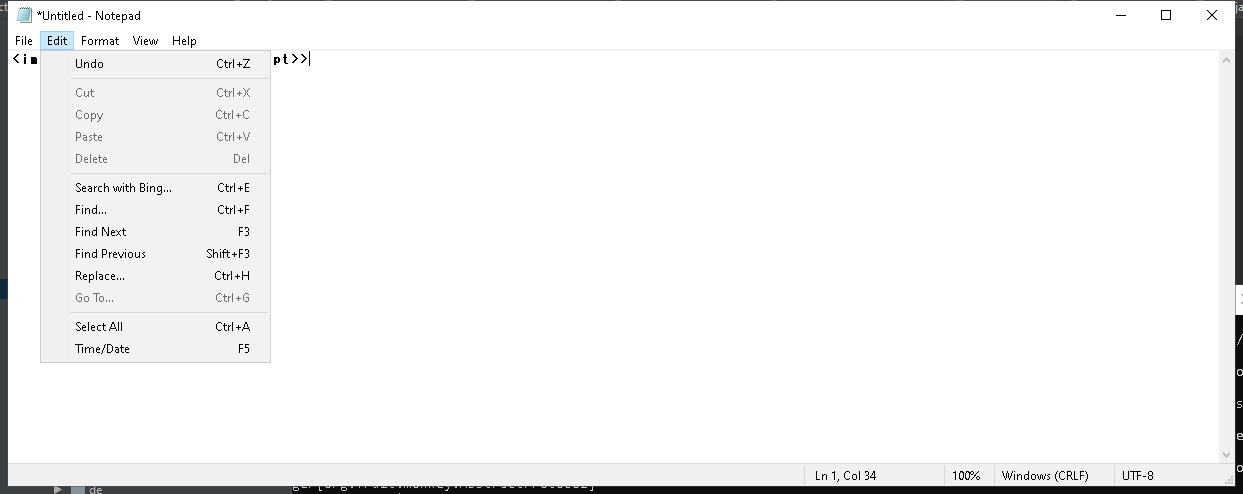 *Untitled - Notepad
File Edit Format View Help
<im pt>>
Undo Ctrl+Z
Cut Ctrl+X
Copy Ctrl+C
Paste Ctrl+V
Delete Del
Search with Bing... Ctrl+E
Find... Ctrl+F
Find Next F3
Find Previous Shift+F3
Replace... Ctrl+H
Go To... Ctrl+G
Select All Ctrl+A
Time/Date F5
Ln 1, Col 34 100% Windows (CRLF) UTF-8
de